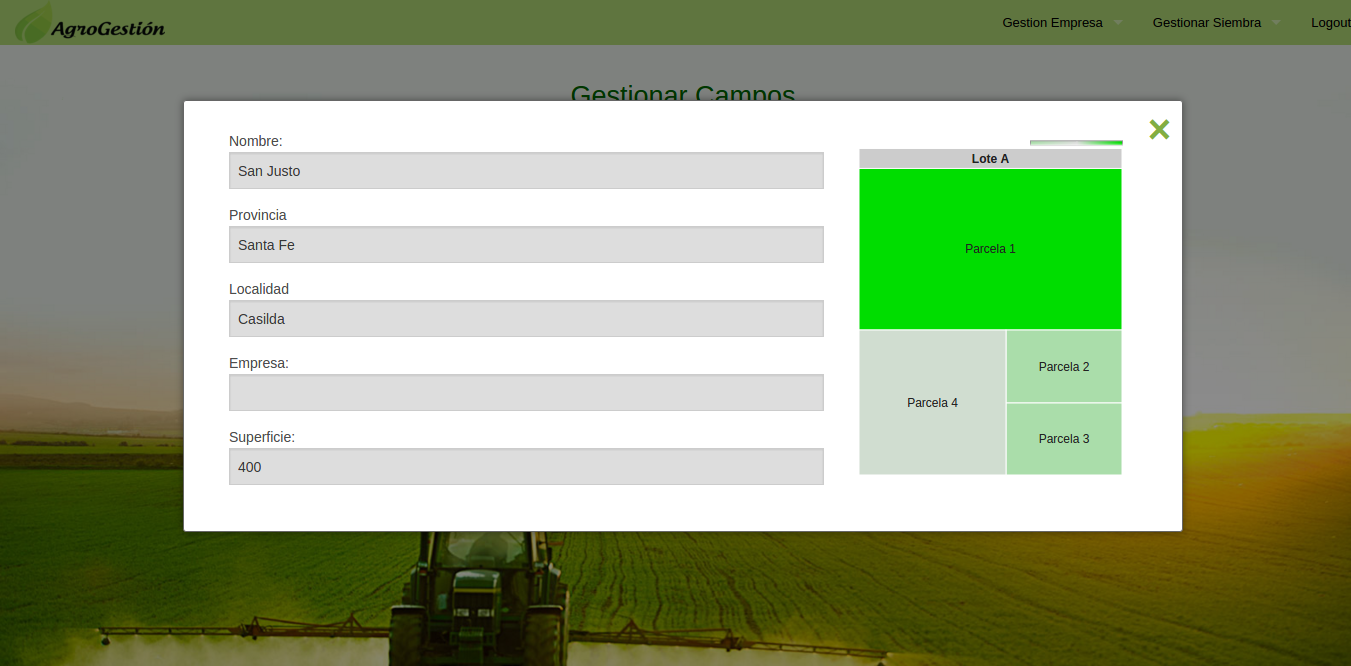 AgroGestión
Gestion Empresa
Gestionar Siembra
Logout
Gestionar Campos
Nombre:
San Justo
Provincia
Santa Fe
Localidad
Casilda
Empresa:
Superficie:
400
Lote A
Parcela 1
Parcela 4
Parcela 2
Parcela 3